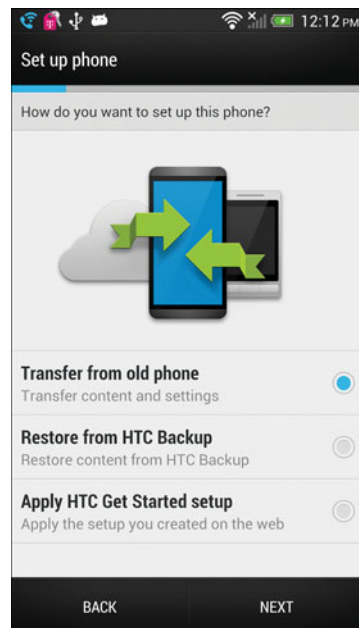 12:12 PM
Set up phone
How do you want to set up this phone?
Transfer from old phone
Transfer content and settings
Restore from HTC Backup
Restore content from HTC Backup
Apply HTC Get Started setup
Apply the setup you created on the web
BACK NEXT